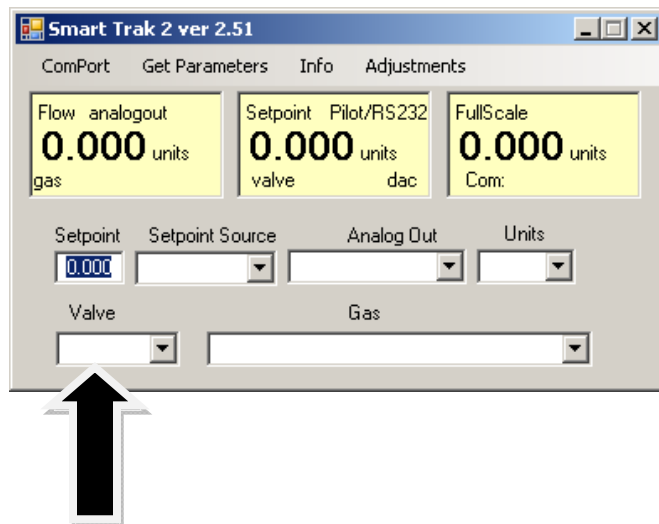 Smart Trak 2 ver 2.51
ComPort Get Parameters Info Adjustments
Flow analogout
0.000 units
gas
Setpoint Pilot/RS232
0.000 units
valve dac
FullScale
0.000 units
Com:
Setpoint Setpoint Source Analog Out Units
0.000
Valve Gas